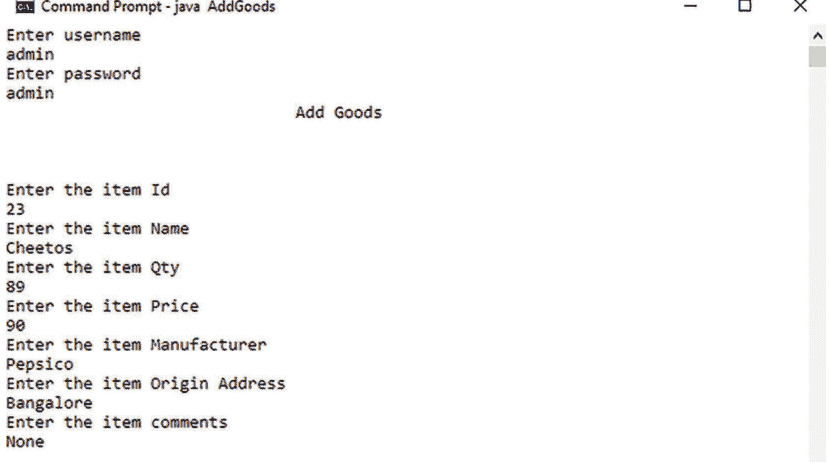 Command Prompt - java AddGoods
Enter username
admin
Enter password
admin
Add Goods
Enter the item Id
23
Enter the item Name
Cheetos
Enter the item Qty
89
Enter the item Price
90
Enter the item Manufacturer
Pepsico
Enter the item Origin Address
Bangalore
Enter the item comments
None